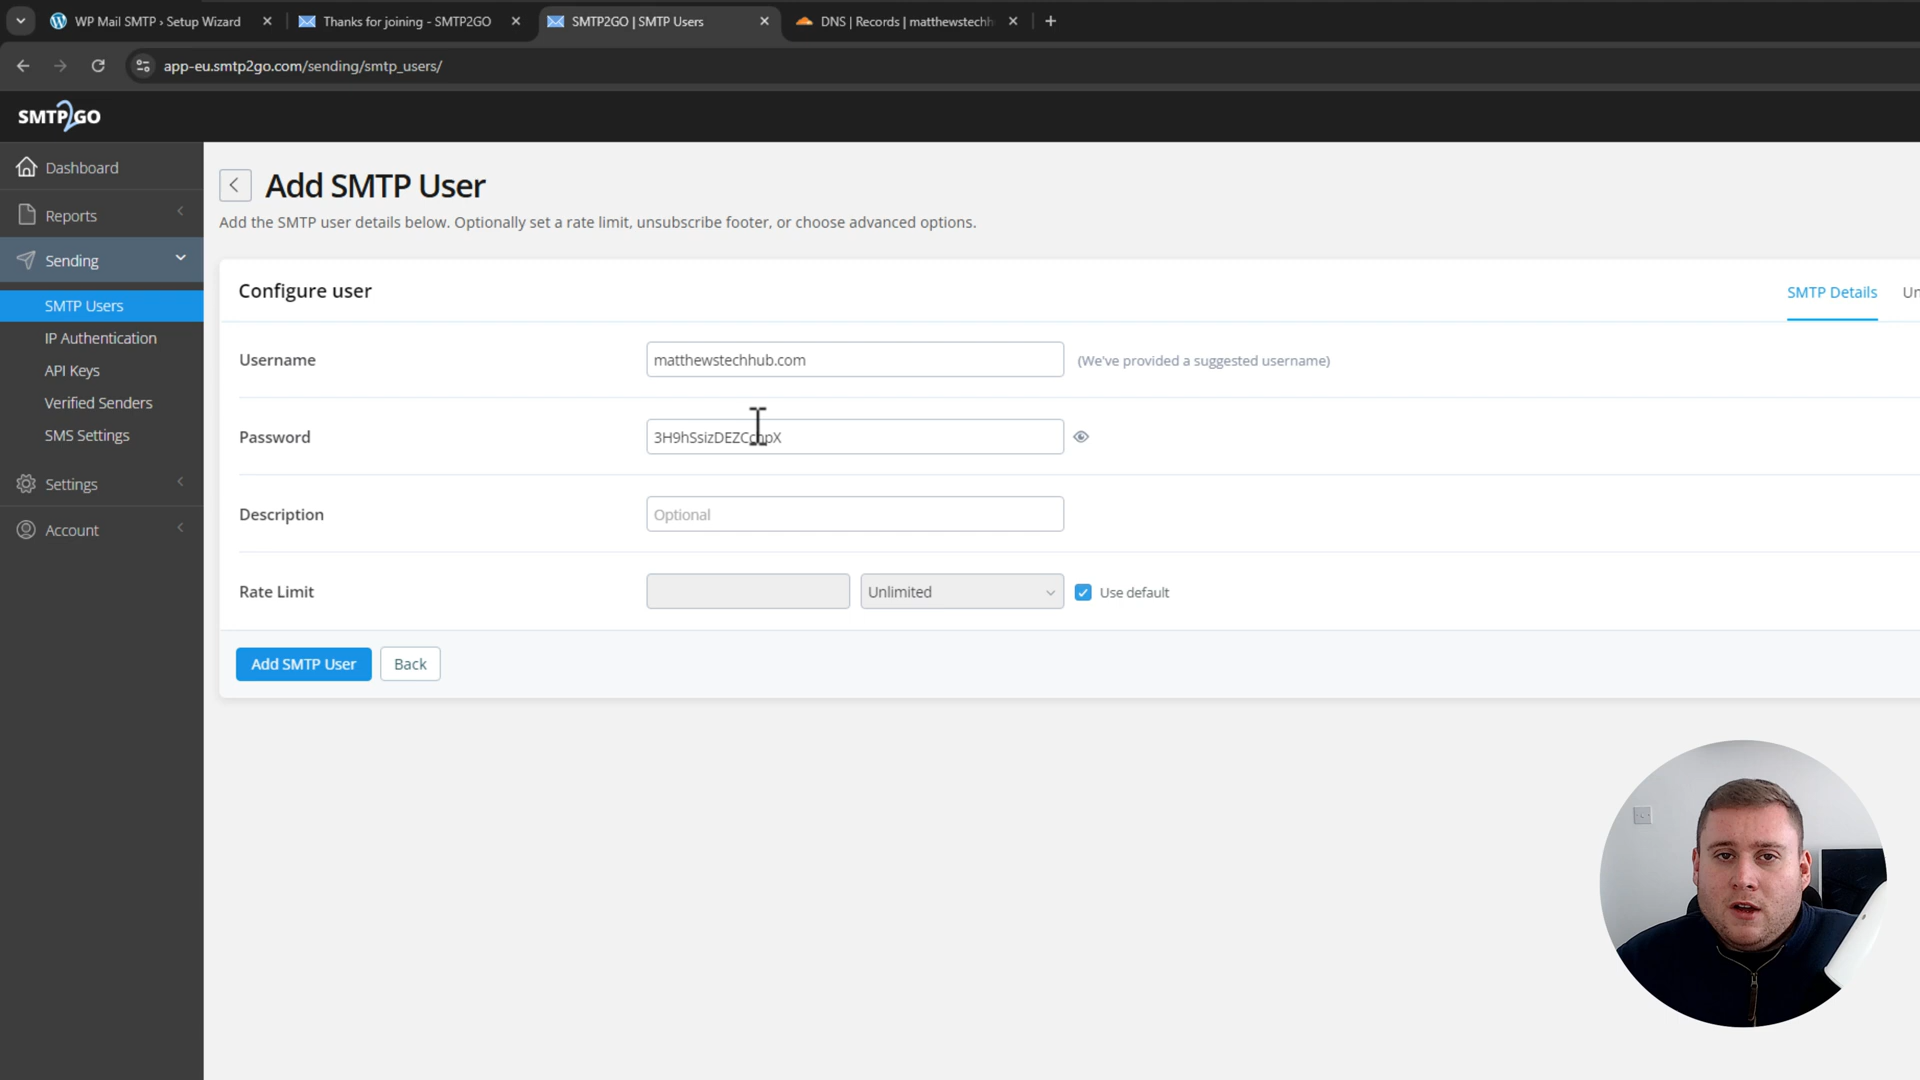 WP Mail SMTP › Setup Wizard
Thanks for joining - SMTP2GO
SMTP2GO | SMTP Users
DNS | Records | matthewstechh
app-eu.smtp2go.com/sending/smtp_users/
SMTP2GO
Dashboard
Reports
Sending
SMTP Users
IP Authentication
API Keys
Verified Senders
SMS Settings
Settings
Account
Add SMTP User
Add the SMTP user details below. Optionally set a rate limit, unsubscribe footer, or choose advanced options.
Configure user
SMTP Details
Un
Username
matthewstechhub.com
(We've provided a suggested username)
Password
Description
Optional
Rate Limit
Unlimited
Use default
Add SMTP User
Back